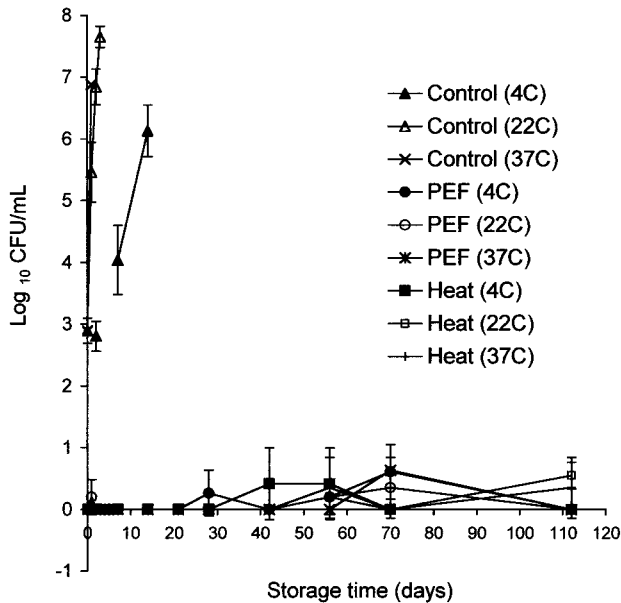 8
7
6
5
4
3
2
1
0
-1
Log 10 CFU/mL
Control (4C)
Control (22C)
Control (37C)
PEF (4C)
PEF (22C)
PEF (37C)
Heat (4C)
Heat (22C)
Heat (37C)
0 10 20 30 40 50 60 70 80 90 100 110 120
Storage time (days)